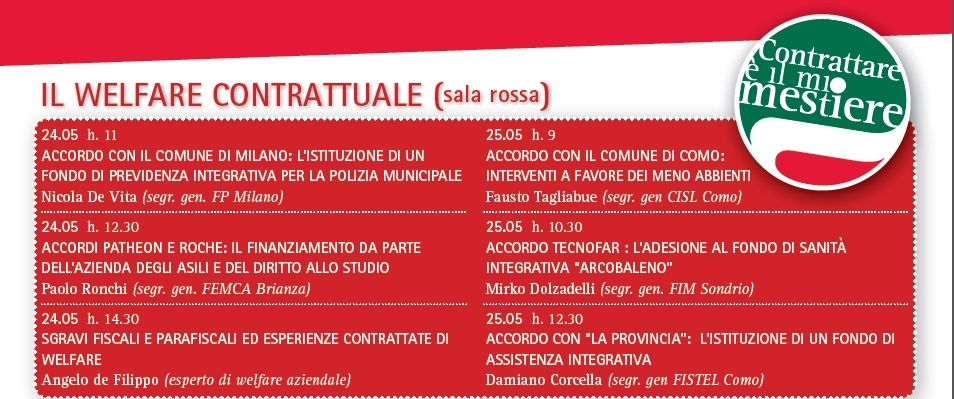 Contrattare
è il mio
mestiere
IL WELFARE CONTRATTUALE (sala rossa)
24.05 h. 11
ACCORDO CON IL COMUNE DI MILANO: L'ISTITUZIONE DI UN
FONDO DI PREVIDENZA INTEGRATIVA PER LA POLIZIA MUNICIPALE
Nicola De Vita (segr. gen. FP Milano)
24.05 h. 12.30
ACCORDI PATHEON E ROCHE: IL FINANZIAMENTO DA PARTE
DELL'AZIENDA DEGLI ASILI E DEL DIRITTO ALLO STUDIO
Paolo Ronchi (segr. gen. FEMCA Brianza)
24.05 h. 14.30
SGRAVI FISCALI E PARAFISCALI ED ESPERIENZE CONTRATTATE DI
WELFARE
Angelo de Filippo (esperto di welfare aziendale)
25.05 h. 9
ACCORDO CON IL COMUNE DI COMO:
INTERVENTI A FAVORE DEI MENO ABBIENTI
Fausto Tagliabue (segr. gen CISL Como)
25.05 h. 10.30
ACCORDO TECNOFAR : L'ADESIONE AL FONDO DI SANITÀ
INTEGRATIVA "ARCOBALENO"
Mirko Dolzadelli (segr. gen. FIM Sondrio)
25.05 h. 12.30
ACCORDO CON "LA PROVINCIA": L'ISTITUZIONE DI UN FONDO DI
ASSISTENZA INTEGRATIVA
Damiano Corcella (segr. gen FISTEL Como)